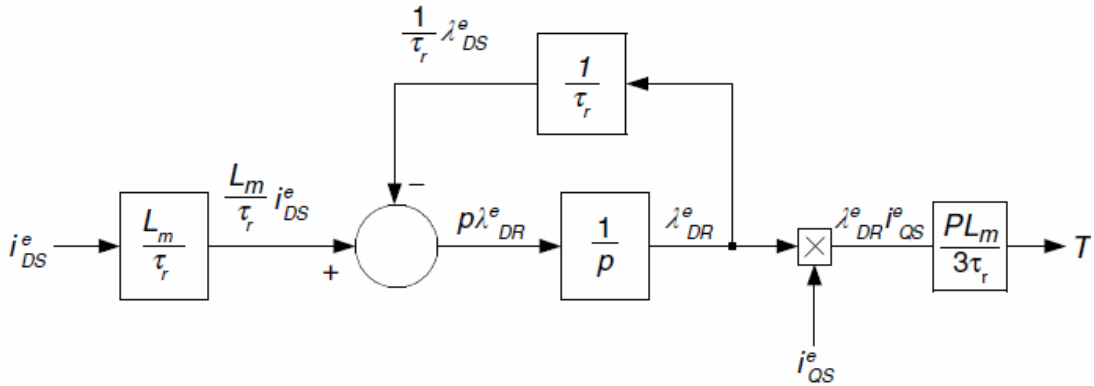 1/τ_r λ^e_DS
1/τ_r
L_m/τ_r i^e_DS
−
i^e_DS
L_m/τ_r
+
pλ^e_DR
1/p
λ^e_DR
×
λ^e_DR i^e_QS
PL_m/3τ_r
T
i^e_QS